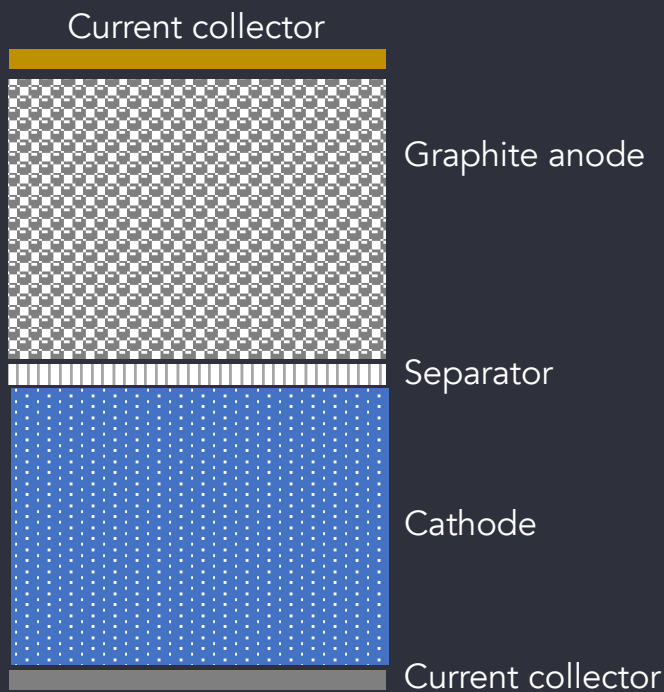 Current collector
Graphite anode
Separator
Cathode
Current collector